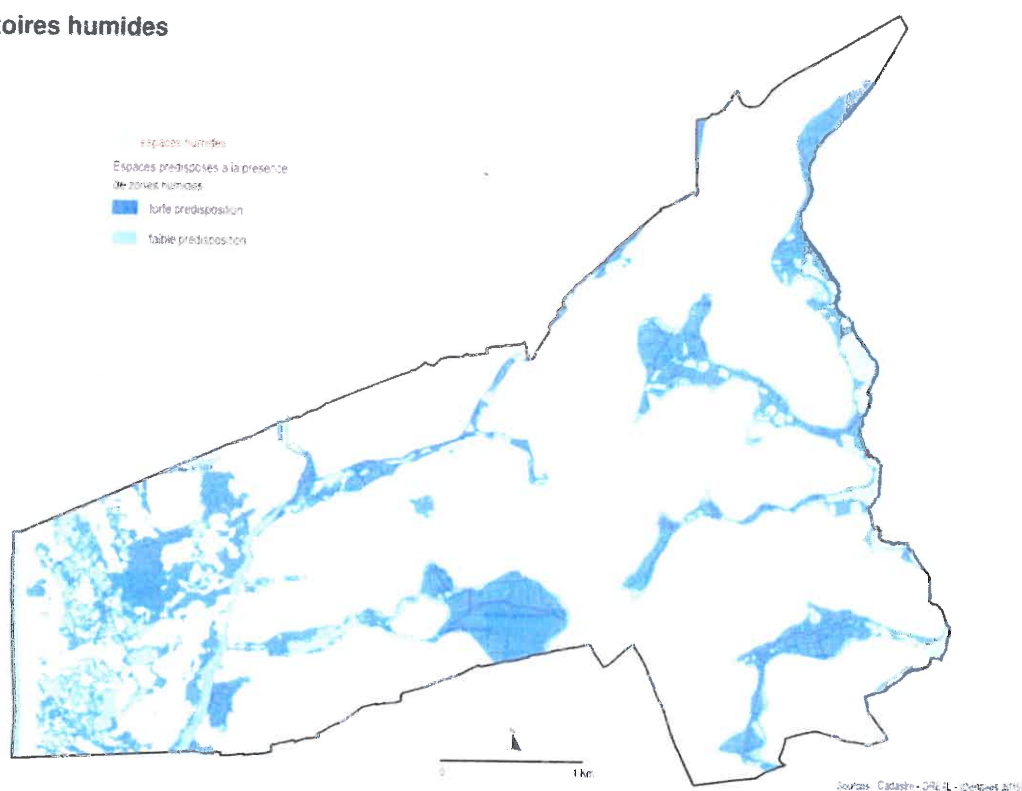 toires humides
espaces humides
Espaces prédisposés à la présence
de zones humides
forte prédisposition
faible prédisposition
N
0 1 Km
Sources Cadastre - DREAL -